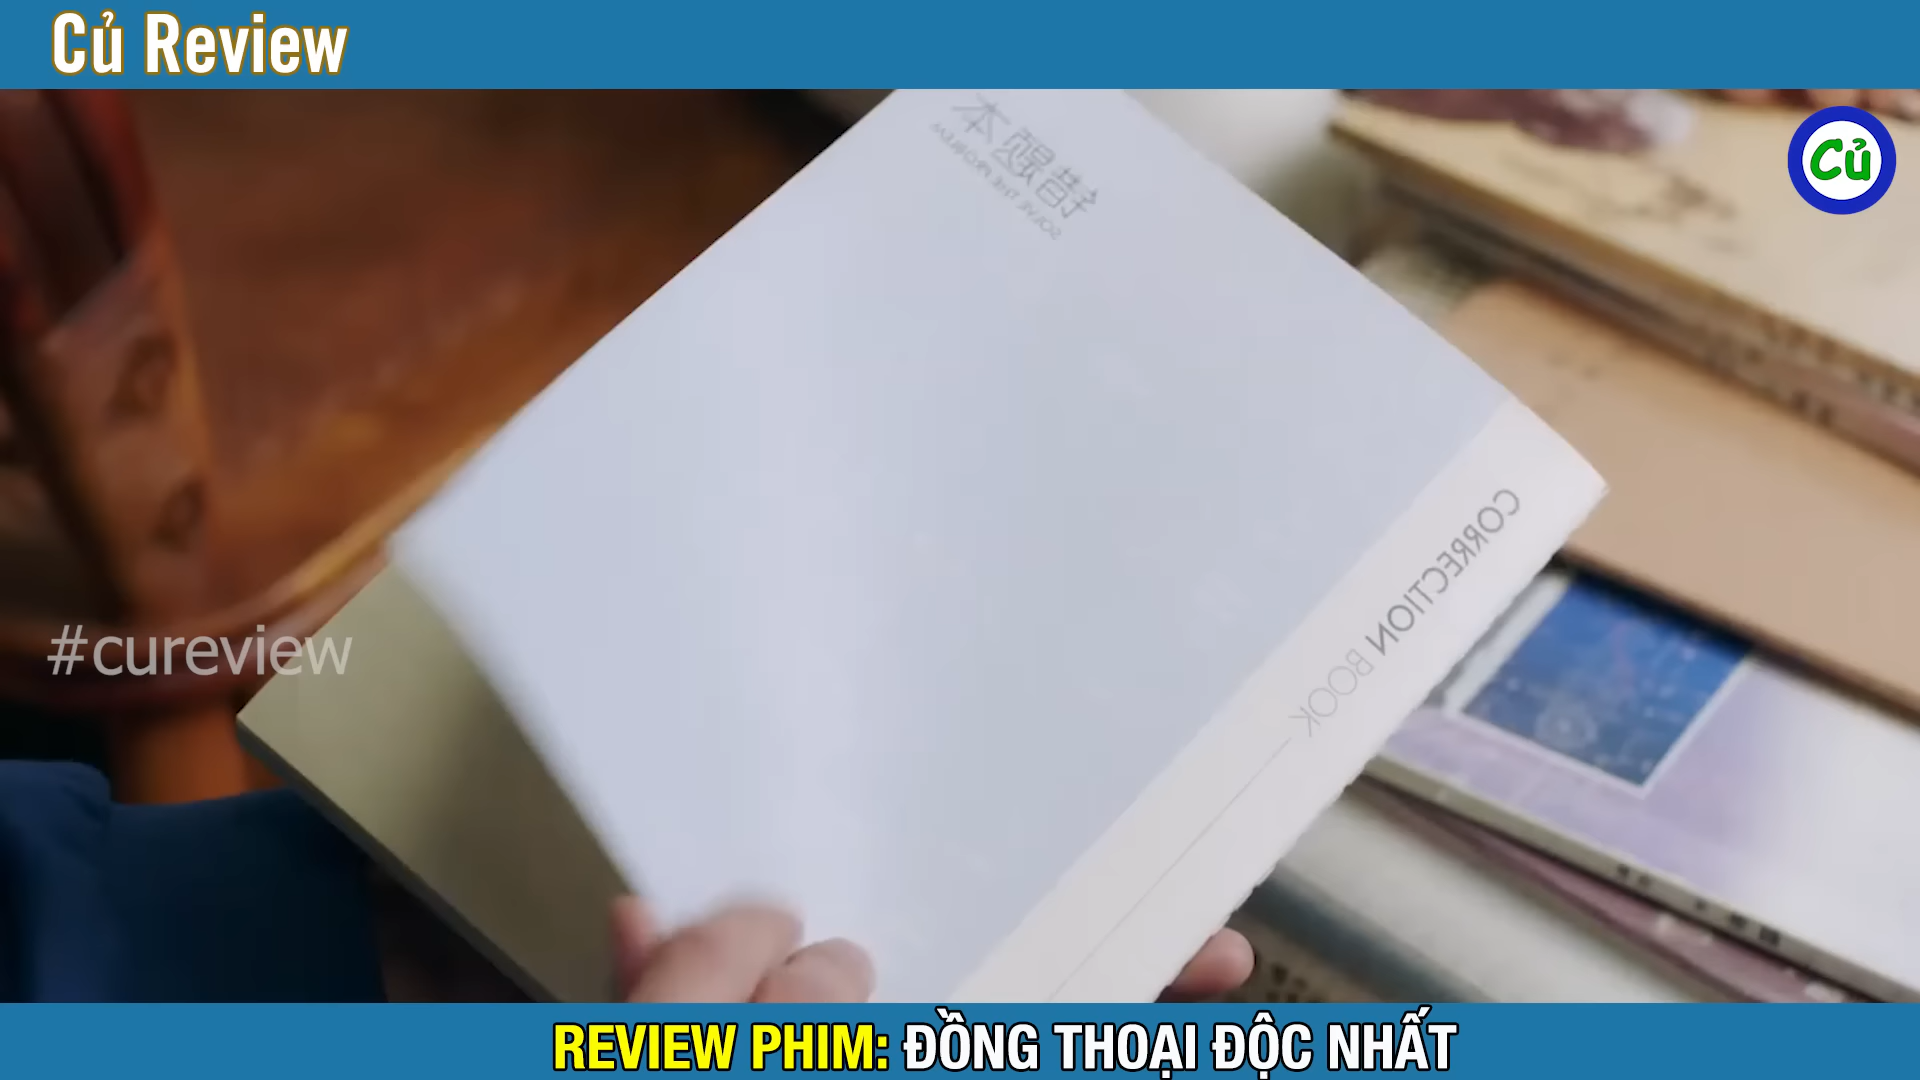 Củ Review
Củ
错题本
SOLVE THE PROBLEM
CORRECTION BOOK
#cureview
REVIEW PHIM: ĐỒNG THOẠI ĐỘC NHẤT